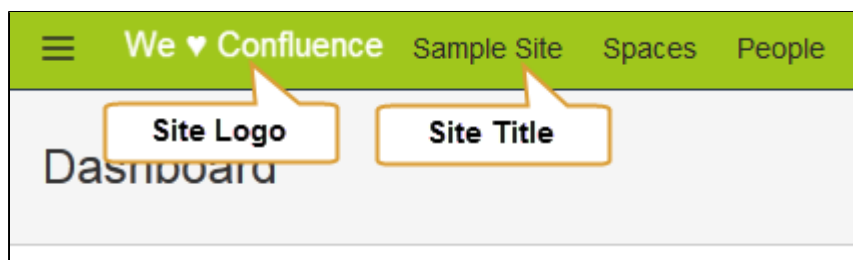 We ♥ Confluence Sample Site Spaces People
Site Logo Site Title
Dashboard